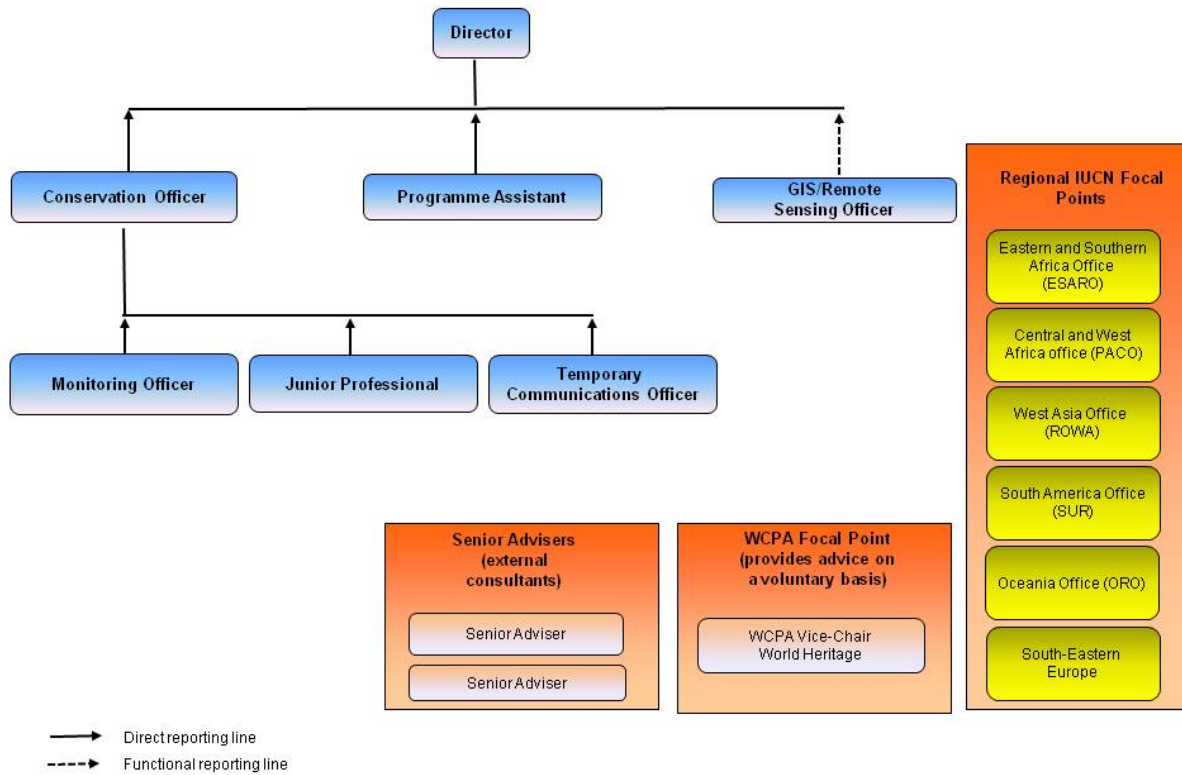 Director
Conservation Officer
Programme Assistant
GIS/Remote
Sensing Officer
Monitoring Officer
Junior Professional
Temporary
Communications Officer
Regional IUCN Focal
Points
Eastern and Southern
Africa Office
(ESARO)
Central and West
Africa office (PACO)
West Asia Office
(ROWA)
South America Office
(SUR)
Oceania Office (ORO)
South-Eastern
Europe
Senior Advisers
(external
consultants)
Senior Adviser
Senior Adviser
WCPA Focal Point
(provides advice on
a voluntary basis)
WCPA Vice-Chair
World Heritage
Direct reporting line
Functional reporting line